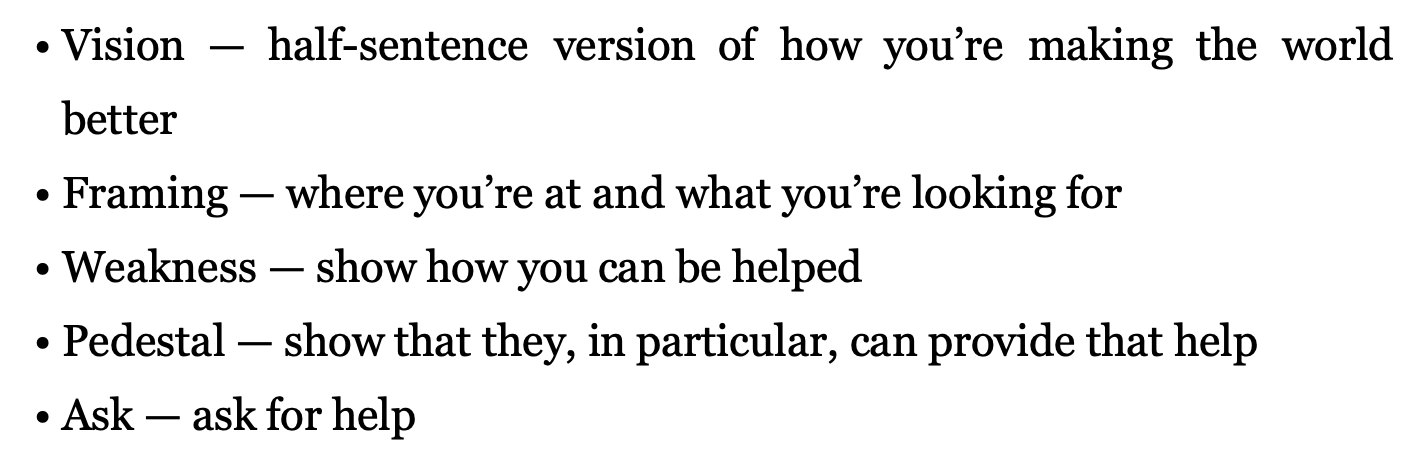 • Vision — half-sentence version of how you’re making the world
better
• Framing — where you’re at and what you’re looking for
• Weakness — show how you can be helped
• Pedestal — show that they, in particular, can provide that help
• Ask — ask for help